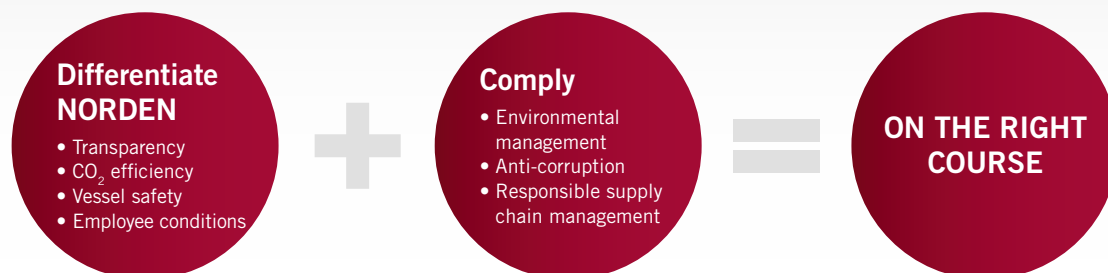 Differentiate
NORDEN
• Transparency
• CO₂ efficiency
• Vessel safety
• Employee conditions
+
Comply
• Environmental
management
• Anti-corruption
• Responsible supply
chain management
=
ON THE RIGHT
COURSE